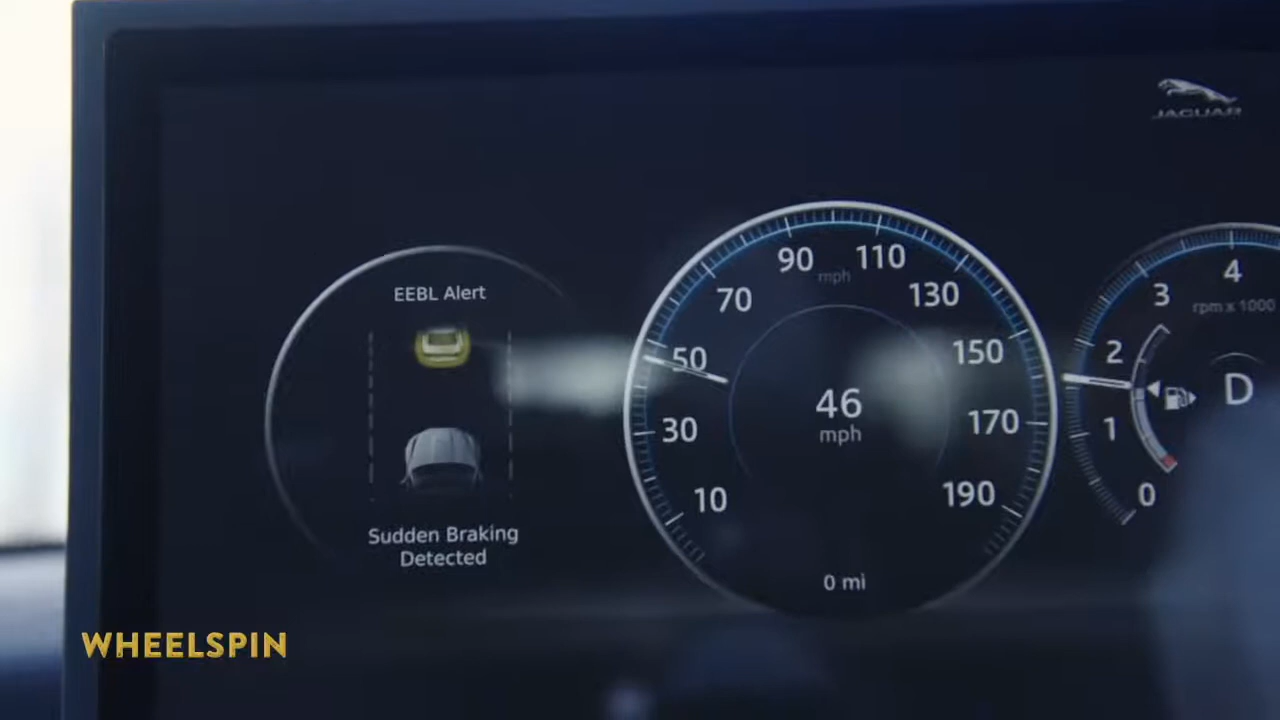 JAGUAR
EEBL Alert
Sudden Braking
Detected
10
30
50
70
90
110
130
150
170
190
mph
46
mph
0 mi
0
1
2
3
4
rpm x 1000
D
WHEELSPIN